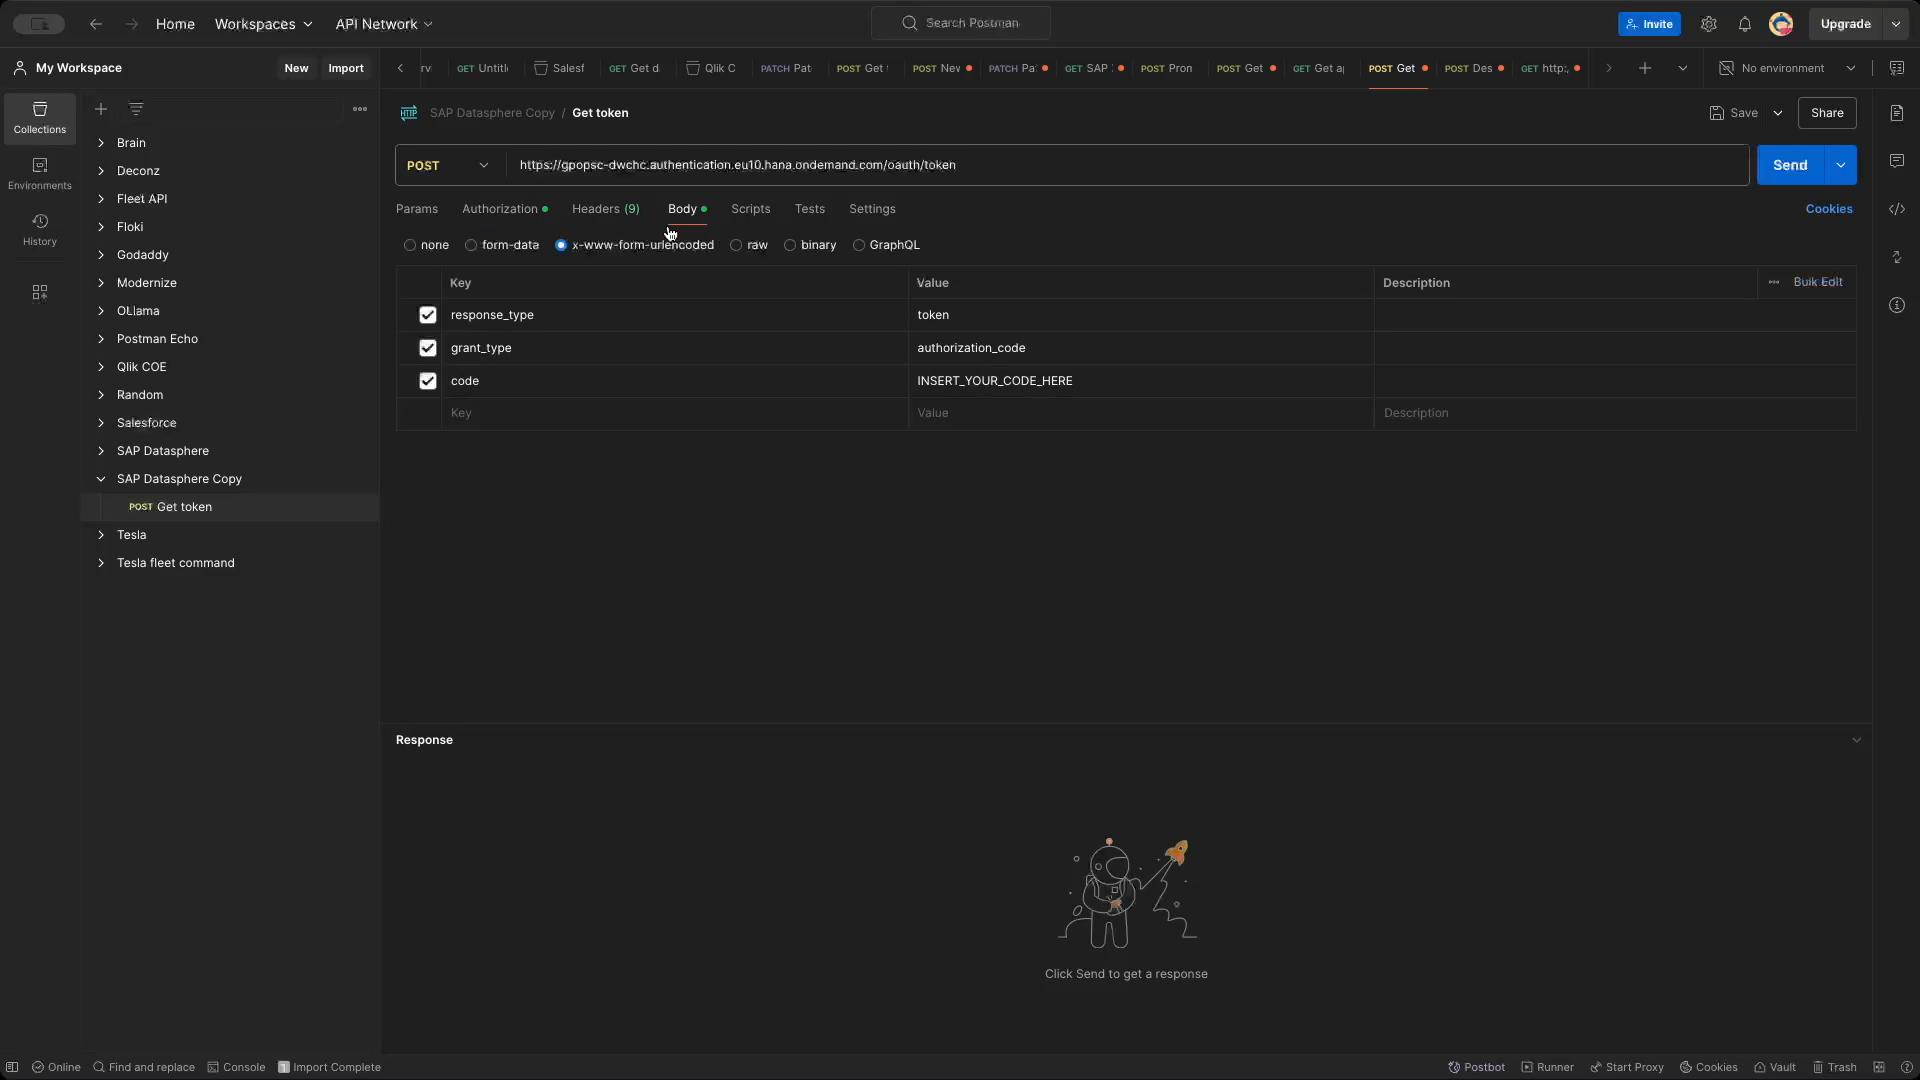 Home Workspaces API Network Search Postman Invite Upgrade
My Workspace New Import GET Untitl Salesf GET Get d Qlik C PATCH Pat POST Get POST Nev PATCH Pa GET SAP POST Pron POST Get GET Get a POST Get POST Des GET http:, No environment
SAP Datasphere Copy / Get token Save Share
Collections
Environments
History
Brain
Deconz
Fleet API
Floki
Godaddy
Modernize
OLlama
Postman Echo
Qlik COE
Random
Salesforce
SAP Datasphere
SAP Datasphere Copy
POST Get token
Tesla
Tesla fleet command
POST https://gpopsc-dwchc.authentication.eu10.hana.ondemand.com/oauth/token Send
Params Authorization Headers (9) Body Scripts Tests Settings Cookies
none form-data x-www-form-urlencoded raw binary GraphQL
Key Value Description Bulk Edit
response_type token
grant_type authorization_code
code INSERT_YOUR_CODE_HERE
Key Value Description
Response
Click Send to get a response
Online Find and replace Console Import Complete Postbot Runner Start Proxy Cookies Vault Trash